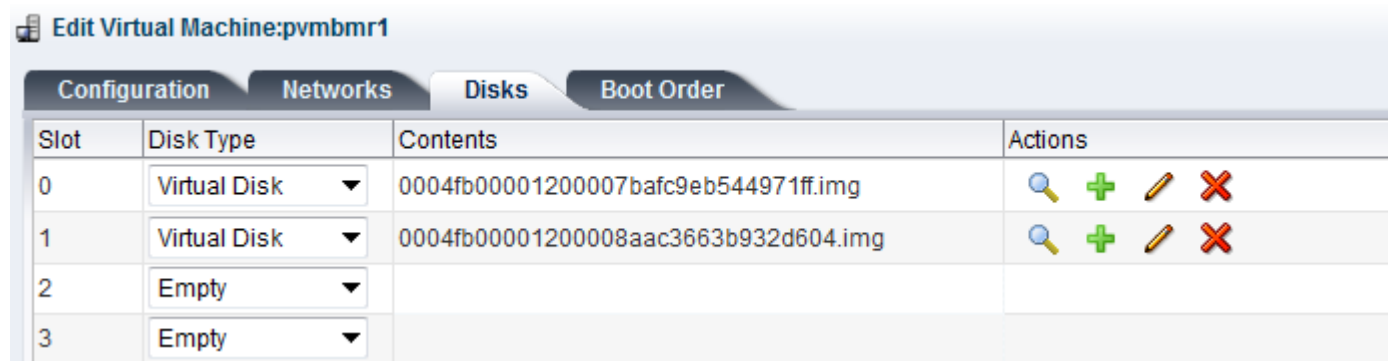 Edit Virtual Machine:pvmbmr1
Configuration Networks Disks Boot Order
Slot Disk Type Contents Actions
0 Virtual Disk 0004fb00001200007bafc9eb544971ff.img
1 Virtual Disk 0004fb00001200008aac3663b932d604.img
2 Empty
3 Empty